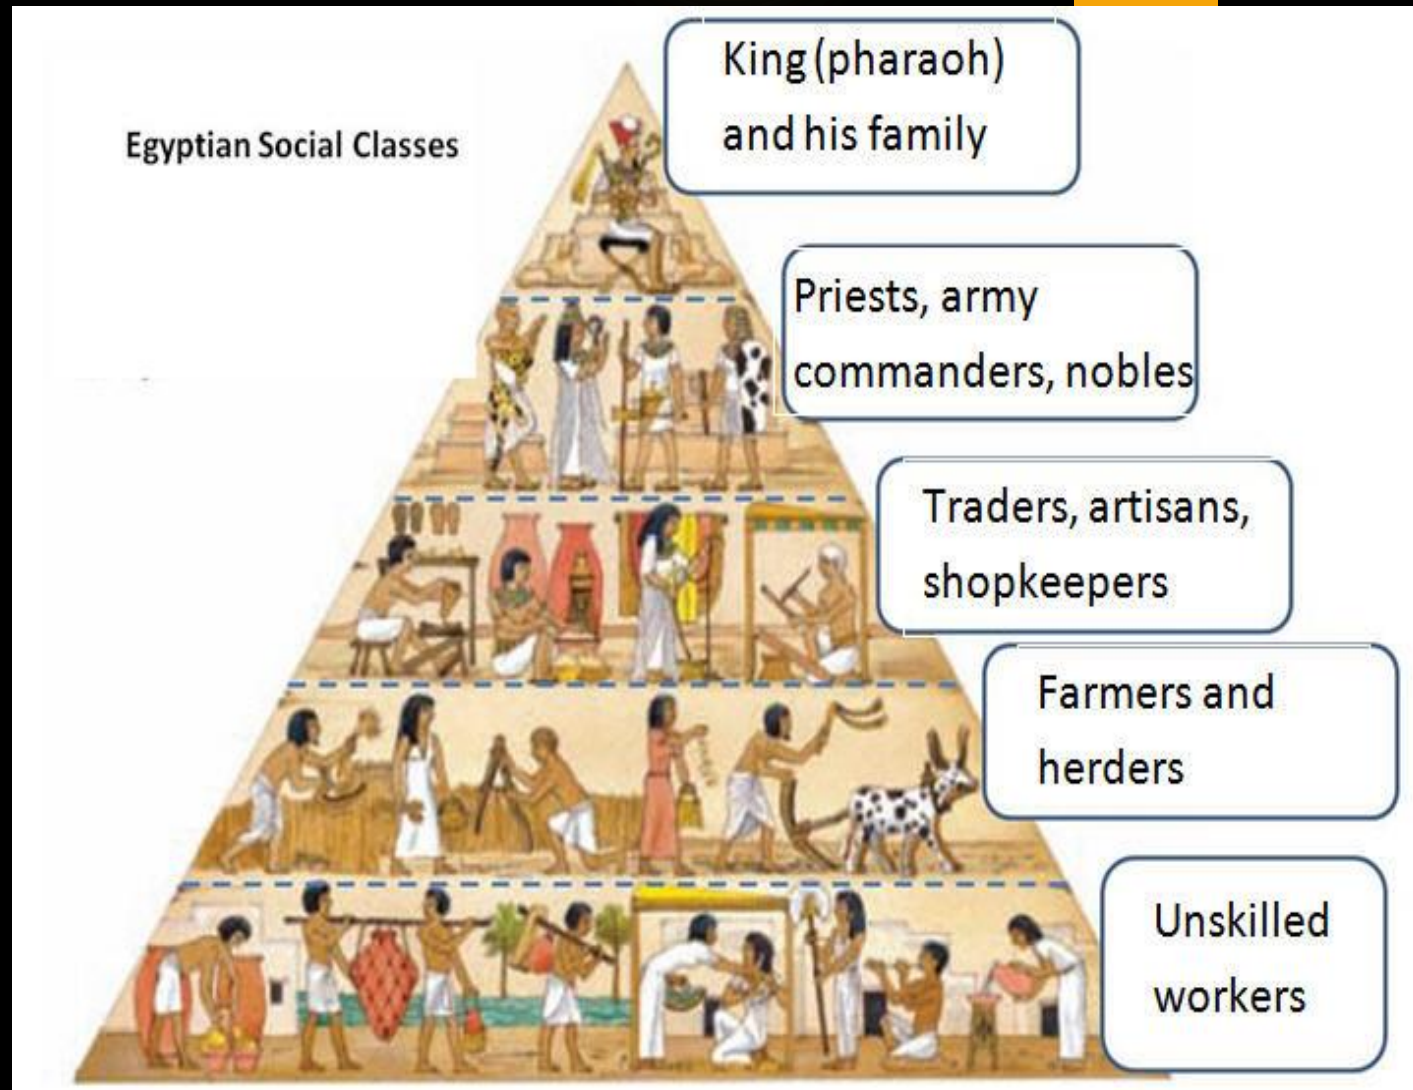 Egyptian Social Classes
King (pharaoh)
and his family
Priests, army
commanders, nobles
Traders, artisans,
shopkeepers
Farmers and
herders
Unskilled
workers